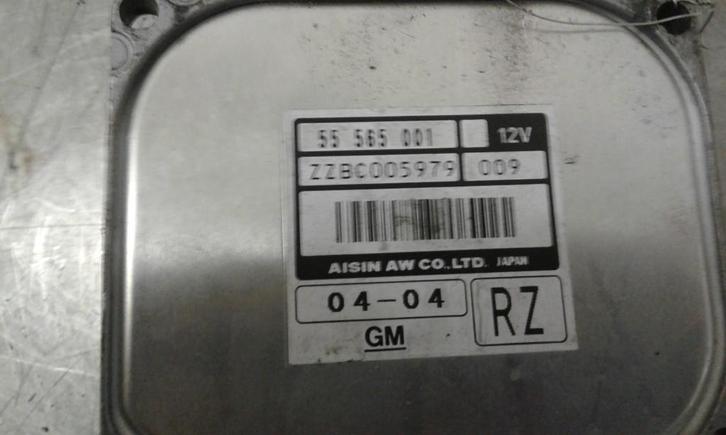 55 565 001 12V
ZZBC005979 009
AISIN AW CO.,LTD. JAPAN
04-04 RZ
GM